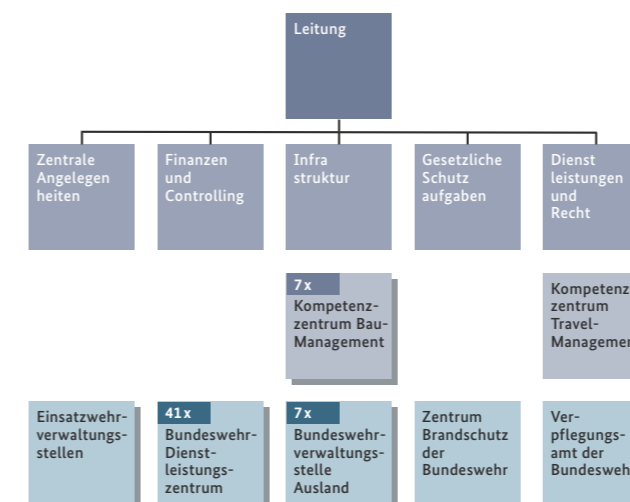 Leitung
Zentrale
Angelegen
heiten
Finanzen
und
Controlling
Infra
struktur
Gesetzliche
Schutz
aufgaben
Dienst
leistungen
und
Recht
7x
Kompetenz-
zentrum Bau-
Management
Kompetenz
zentrum
Travel-
Managemen
Einsatzwehr-
verwaltungs-
stellen
41x
Bundeswehr-
Dienst-
leistungs-
zentrum
7x
Bundeswehr-
verwaltungs-
stelle
Ausland
Zentrum
Brandschutz
der
Bundeswehr
Ver-
pflegungs-
amt der
Bundesweh